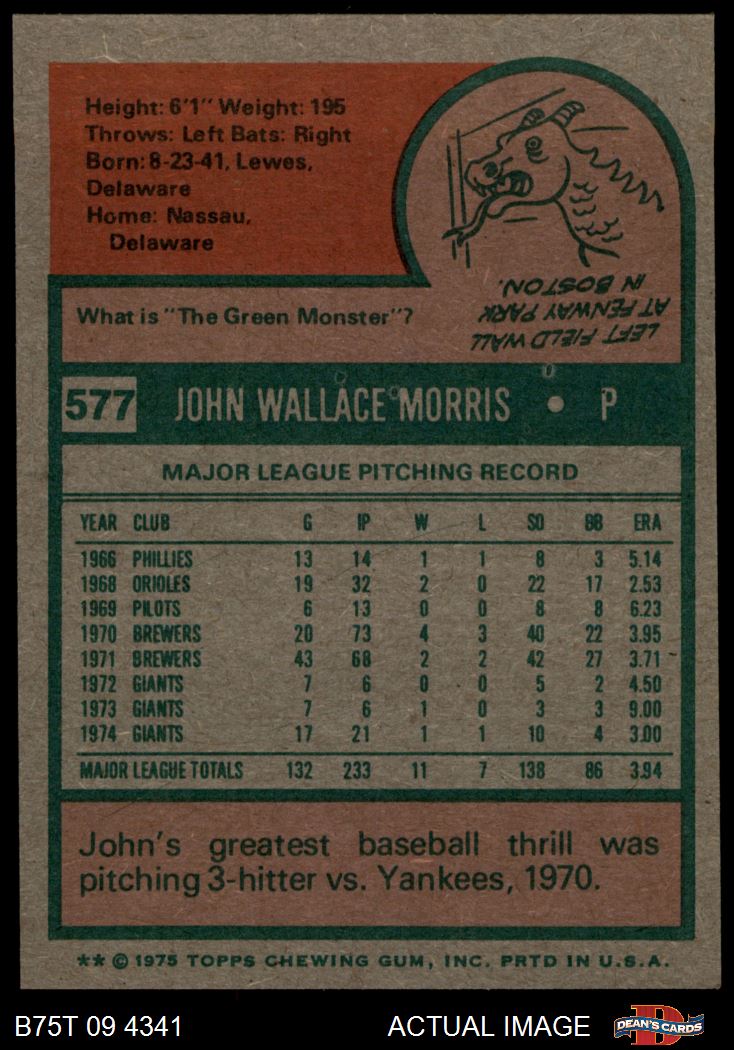 Height: 6'1" Weight: 195
Throws: Left Bats: Right
Born: 8-23-41, Lewes,
Delaware
Home: Nassau,
Delaware
What is "The Green Monster"?
LEFT FIELD WALL
AT FENWAY PARK
IN BOSTON.
577 JOHN WALLACE MORRIS • P
MAJOR LEAGUE PITCHING RECORD
YEAR CLUB G IP W L SO BB ERA
1966 PHILLIES 13 14 1 1 8 3 5.14
1968 ORIOLES 19 32 2 0 22 17 2.53
1969 PILOTS 6 13 0 0 8 8 6.23
1970 BREWERS 20 73 4 3 40 22 3.95
1971 BREWERS 43 68 2 2 42 27 3.71
1972 GIANTS 7 6 0 0 5 2 4.50
1973 GIANTS 7 6 1 0 3 3 9.00
1974 GIANTS 17 21 1 1 10 4 3.00
MAJOR LEAGUE TOTALS 132 233 11 7 138 86 3.94
John's greatest baseball thrill was
pitching 3-hitter vs. Yankees, 1970.
** © 1975 TOPPS CHEWING GUM, INC. PRTD IN U.S.A.
B75T 09 4341 ACTUAL IMAGE D DEAN'S CARDS